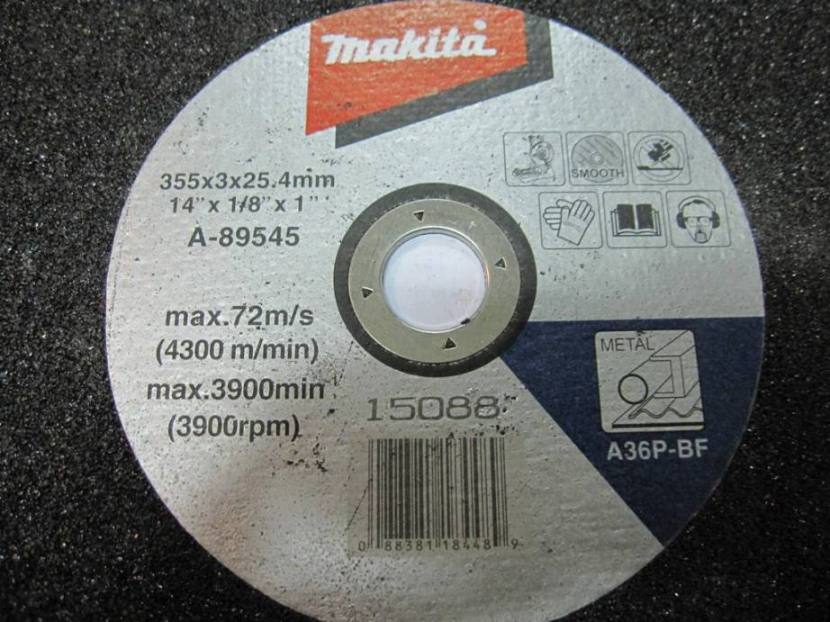 makita
355x3x25.4mm
14" x 1/8" x 1"
A-89545
SMOOTH
max.72m/s
(4300 m/min)
max.3900min
(3900rpm)
METAL
A36P-BF
15088
0 88381 18448 9